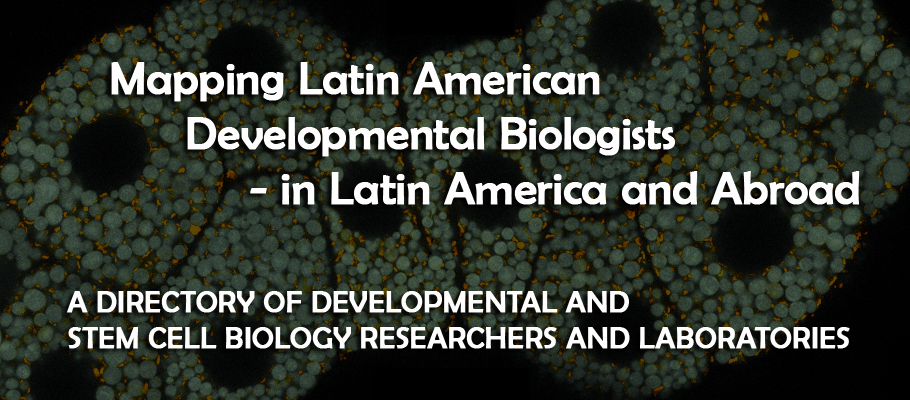 Mapping Latin American
Developmental Biologists
- in Latin America and Abroad
A DIRECTORY OF DEVELOPMENTAL AND
STEM CELL BIOLOGY RESEARCHERS AND LABORATORIES